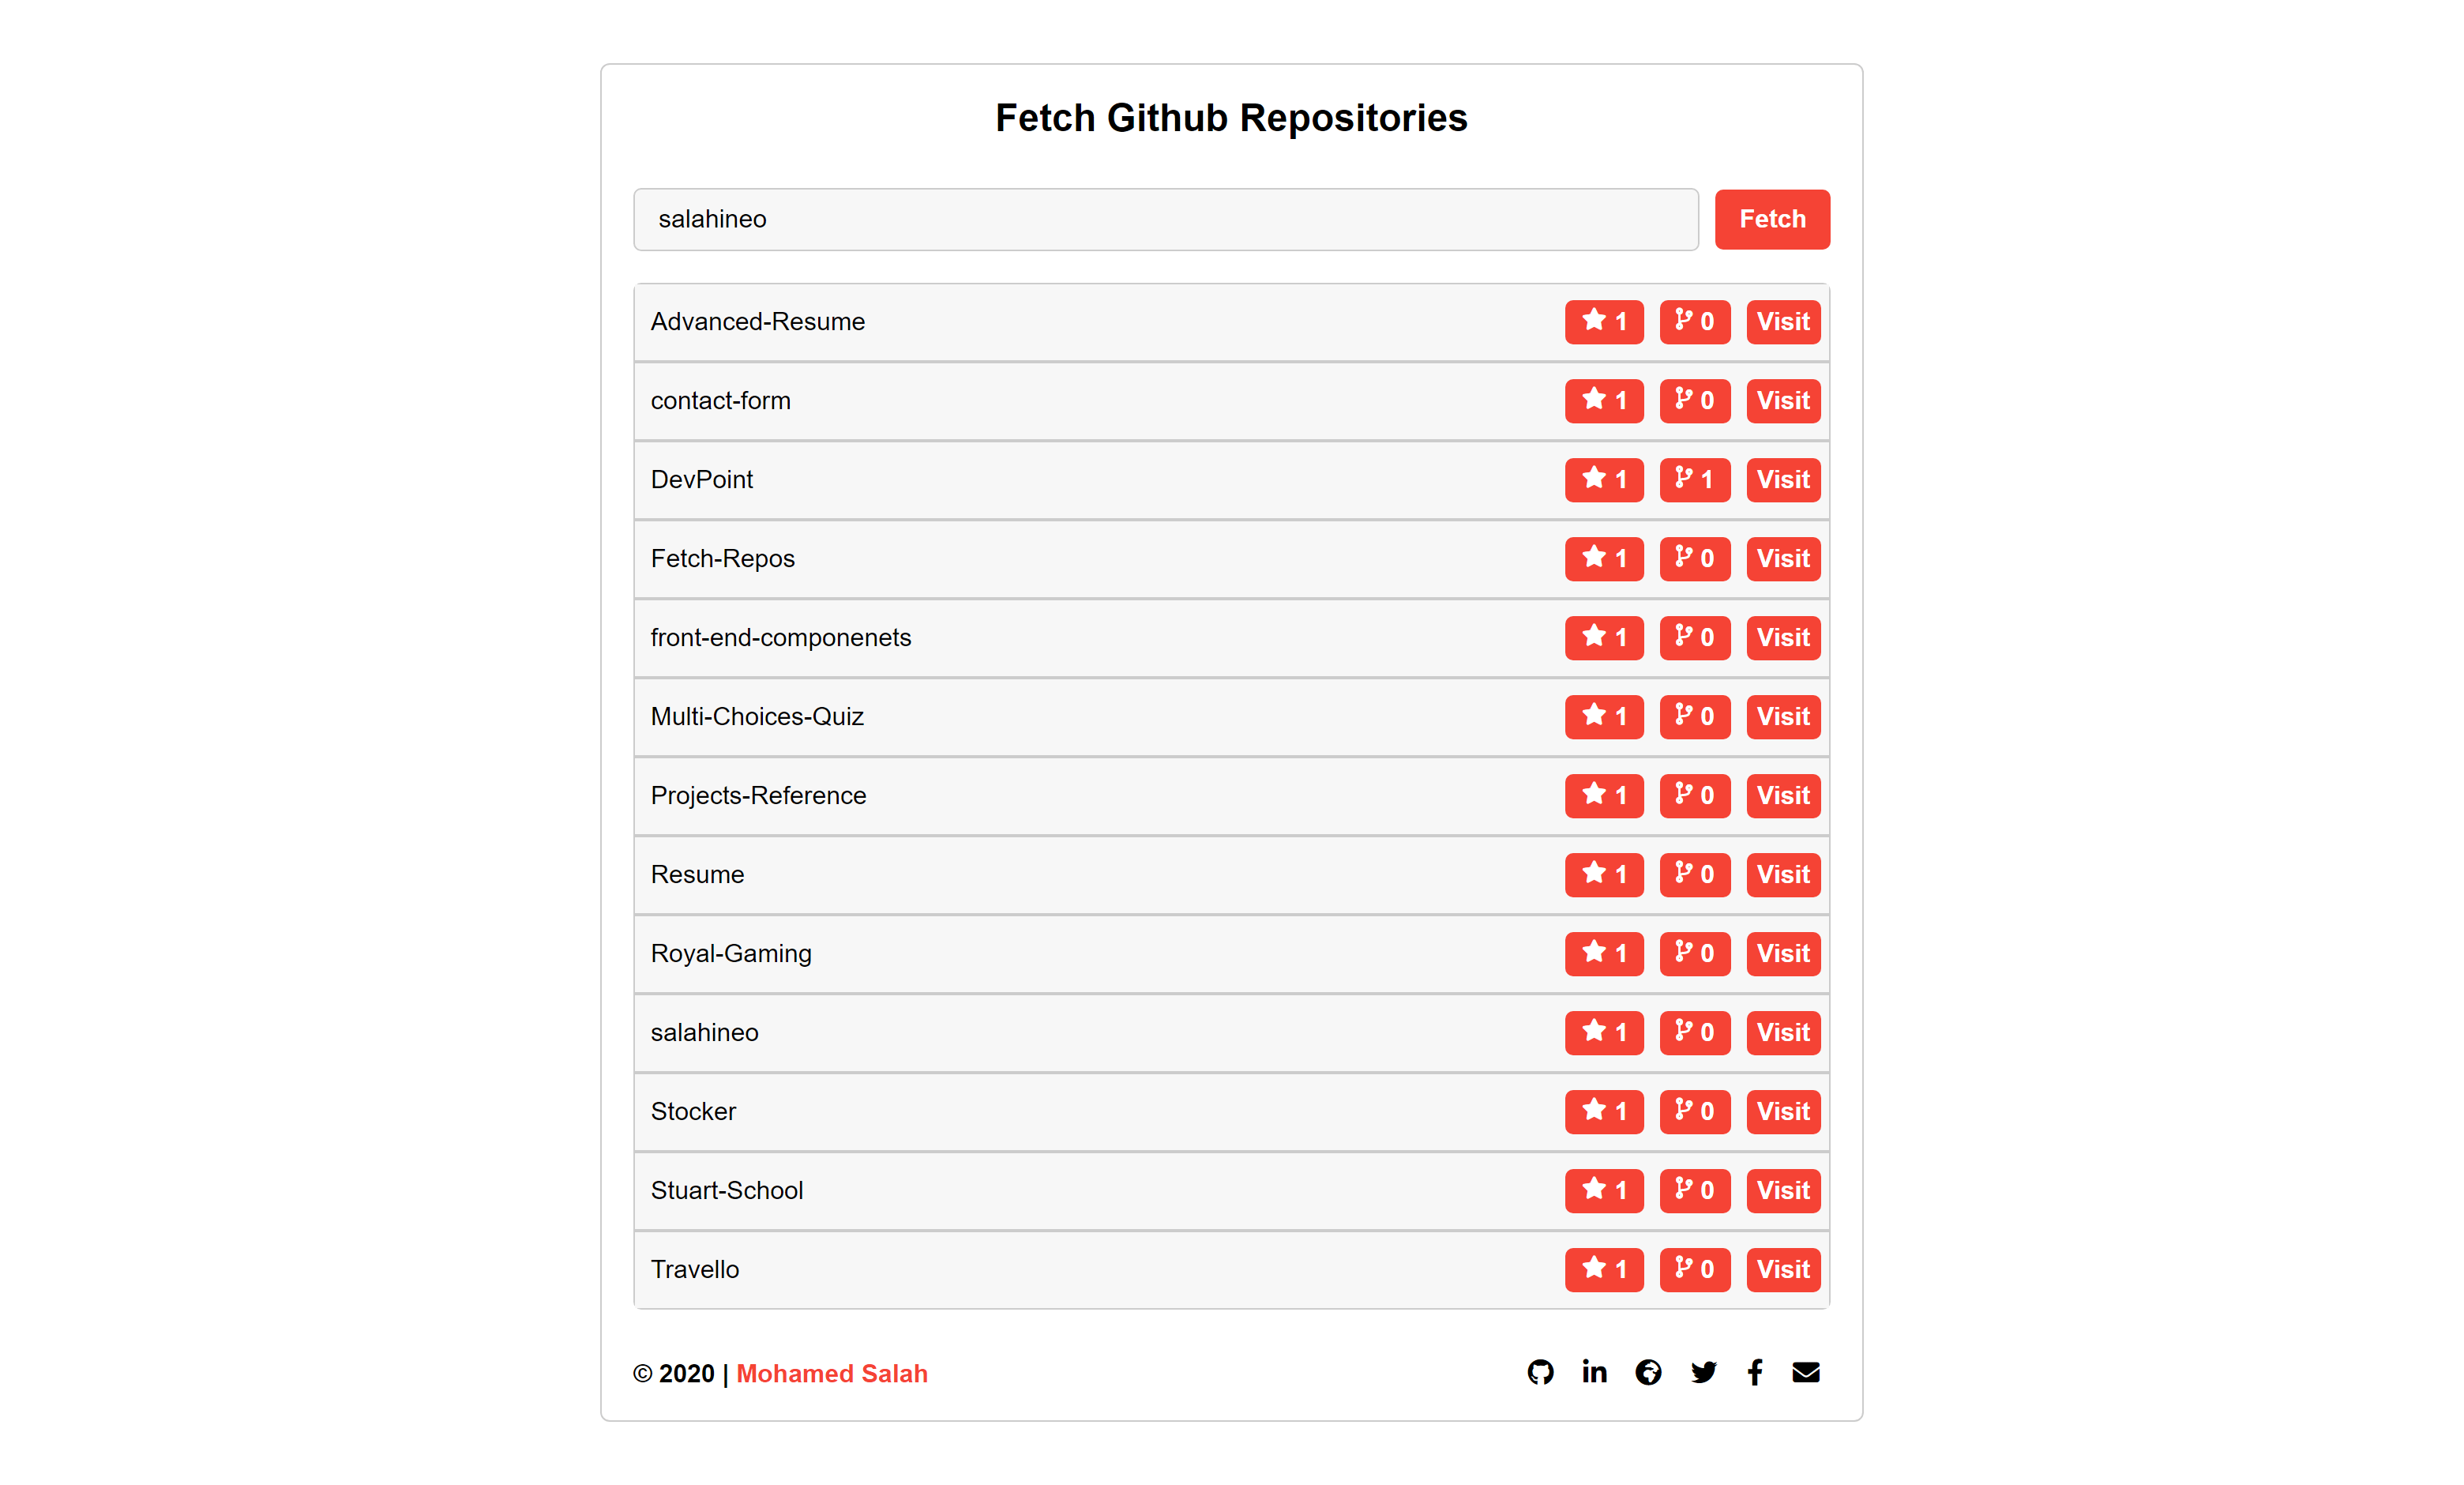 Fetch Github Repositories
salahineo Fetch
Advanced-Resume 1 0 Visit
contact-form 1 0 Visit
DevPoint 1 1 Visit
Fetch-Repos 1 0 Visit
front-end-componenets 1 0 Visit
Multi-Choices-Quiz 1 0 Visit
Projects-Reference 1 0 Visit
Resume 1 0 Visit
Royal-Gaming 1 0 Visit
salahineo 1 0 Visit
Stocker 1 0 Visit
Stuart-School 1 0 Visit
Travello 1 0 Visit
© 2020 | Mohamed Salah